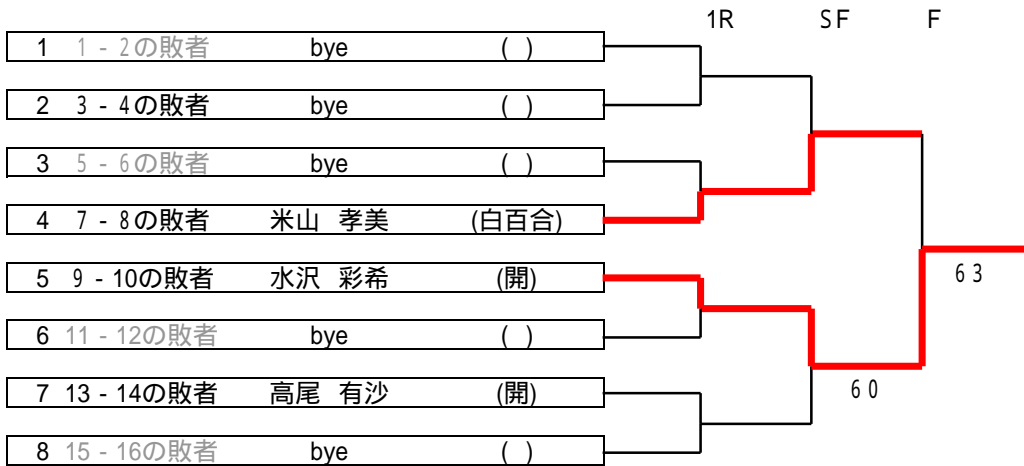 1R SF F
1 1 - 2の敗者 bye ( )
2 3 - 4の敗者 bye ( )
3 5 - 6の敗者 bye ( )
4 7 - 8の敗者 米山 孝美 (白百合)
5 9 - 10の敗者 水沢 彩希 (開)
63
6 11 - 12の敗者 bye ( )
7 13 - 14の敗者 高尾 有沙 (開)
60
8 15 - 16の敗者 bye ( )